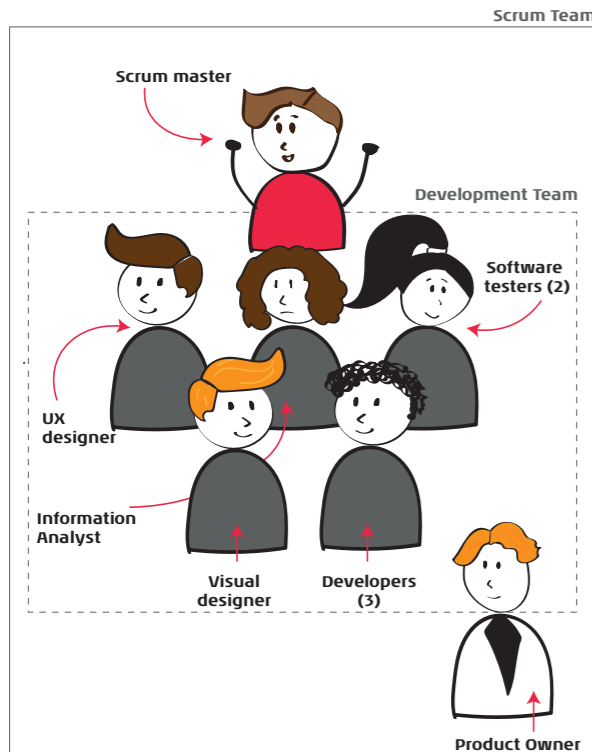 Scrum Team
Scrum master
Development Team
Software
testers (2)
UX
designer
Information
Analyst
Visual
designer
Developers
(3)
Product Owner